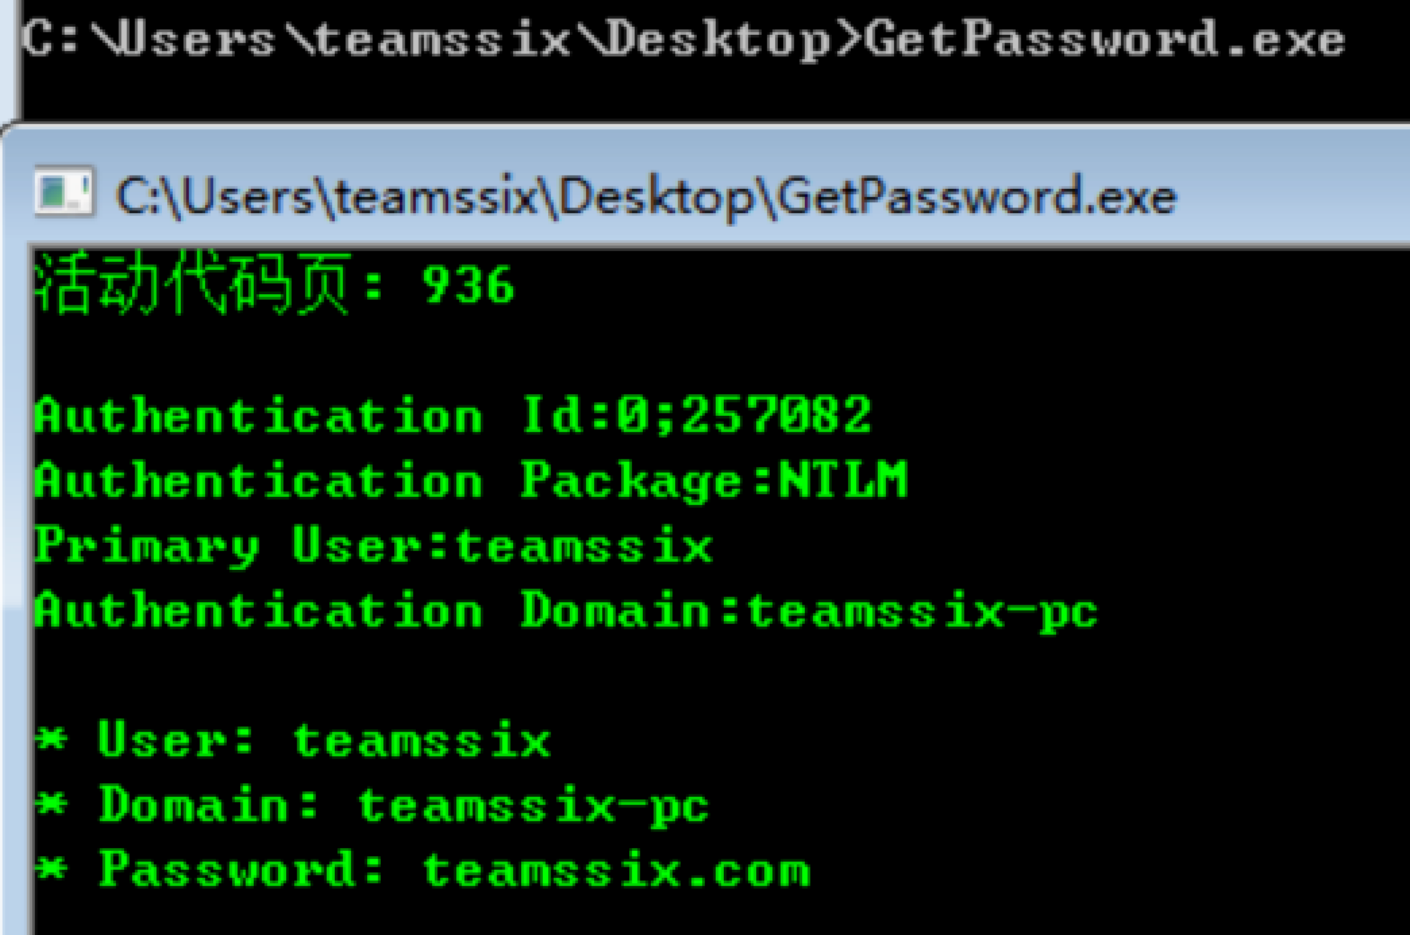 C:\Users\teamssix\Desktop>GetPassword.exe
C:\Users\teamssix\Desktop\GetPassword.exe
活动代码页: 936
Authentication Id:0;257082
Authentication Package:NTLM
Primary User:teamssix
Authentication Domain:teamssix-pc
* User: teamssix
* Domain: teamssix-pc
* Password: teamssix.com